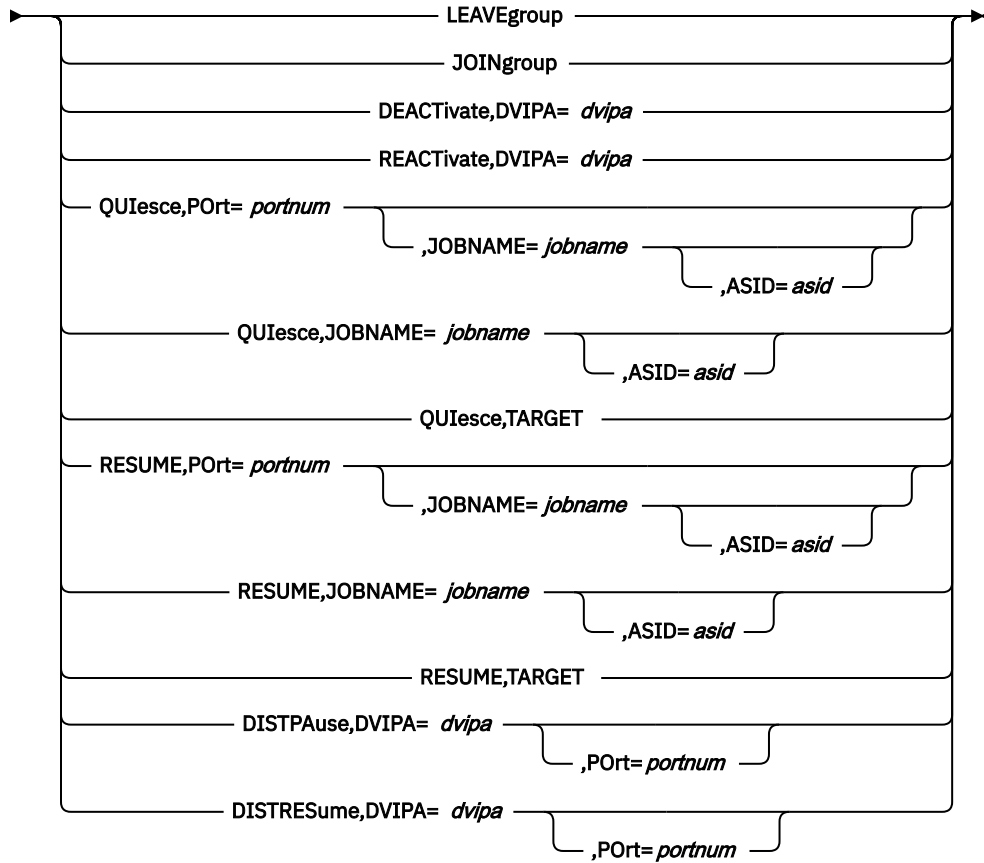 LEAVEgroup
JOINgroup
DEACTivate,DVIPA= dvipa
REACTivate,DVIPA= dvipa
QUIesce,POrt= portnum
,JOBNAME= jobname
,ASID= asid
QUIesce,JOBNAME= jobname
,ASID= asid
QUIesce,TARGET
RESUME,POrt= portnum
,JOBNAME= jobname
,ASID= asid
RESUME,JOBNAME= jobname
,ASID= asid
RESUME,TARGET
DISTPAuse,DVIPA= dvipa
,POrt= portnum
DISTRESume,DVIPA= dvipa
,POrt= portnum